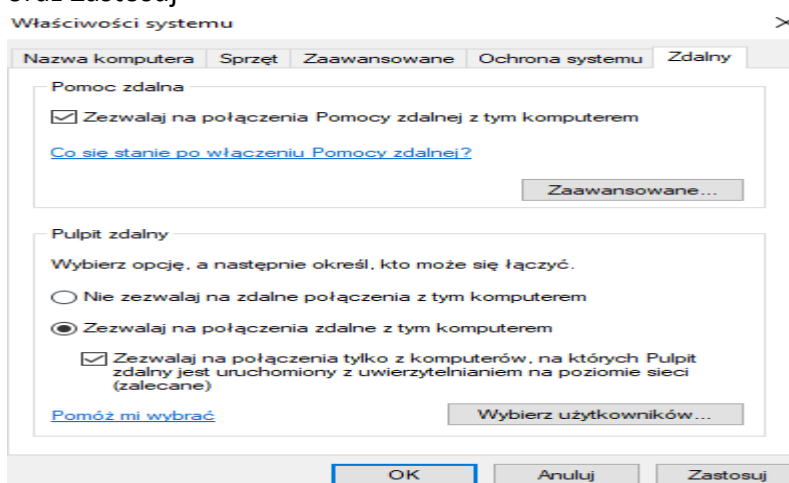 oraz zastosuj
Właściwości systemu
Nazwa komputera Sprzęt Zaawansowane Ochrona systemu Zdalny
Pomoc zdalna
Zezwalaj na połączenia Pomocy zdalnej z tym komputerem
Co się stanie po włączeniu Pomocy zdalnej?
Zaawansowane...
Pulpit zdalny
Wybierz opcję, a następnie określ, kto może się łączyć.
Nie zezwalaj na zdalne połączenia z tym komputerem
Zezwalaj na połączenia zdalne z tym komputerem
Zezwalaj na połączenia tylko z komputerów, na których Pulpit
zdalny jest uruchomiony z uwierzytelnianiem na poziomie sieci
(zalecane)
Pomóż mi wybrać Wybierz użytkowników...
OK Anuluj Zastosuj